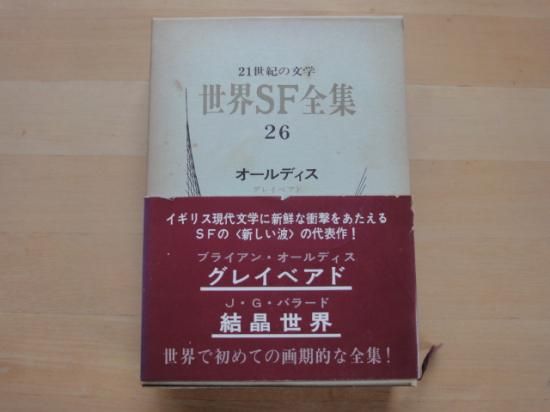 21世紀の文学
世界SF全集
26
オールディス
グレイベアド
イギリス現代文学に新鮮な衝撃をあたえる
SFの〈新しい波〉の代表作!
ブライアン・オールディス
グレイベアド
J・G・バラード
結晶世界
世界で初めての画期的な全集!